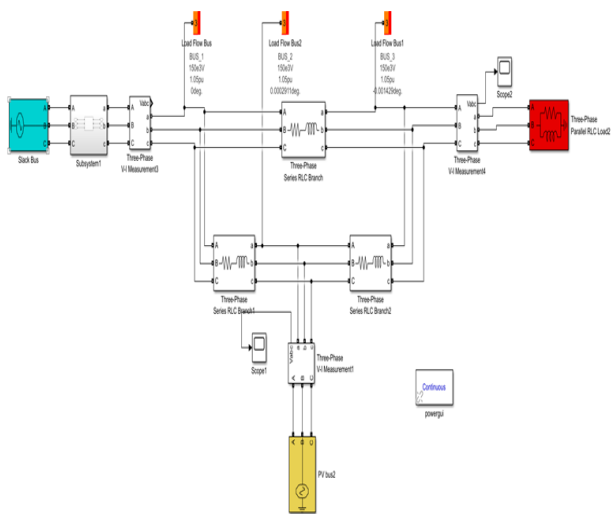 Load Flow Bus
BUS_1
150e3V
1.05pu
0deg.
Load Flow Bus2
BUS_2
150e3V
1.05pu
0.0002911deg.
Load Flow Bus1
BUS_3
150e3V
1.05pu
-0.001429deg.
Scope2
Slack Bus
A
B
C
Subsystem1
A
B
C
a
b
c
Three-Phase
V-I Measurement3
Vabc
A
B
C
a
b
c
Three-Phase
Series RLC Branch
A
B
C
a
b
c
Three-Phase
V-I Measurement4
Vabc
A
B
C
a
b
c
Three-Phase
Parallel RLC Load2
A
B
C
Three-Phase
Series RLC Branch1
A
B
C
a
b
c
Three-Phase
Series RLC Branch2
A
B
C
a
b
c
Scope1
Three-Phase
V-I Measurement1
Vabc
a
b
c
A
B
C
Continuous
powergui
PV bus2
A
B
C